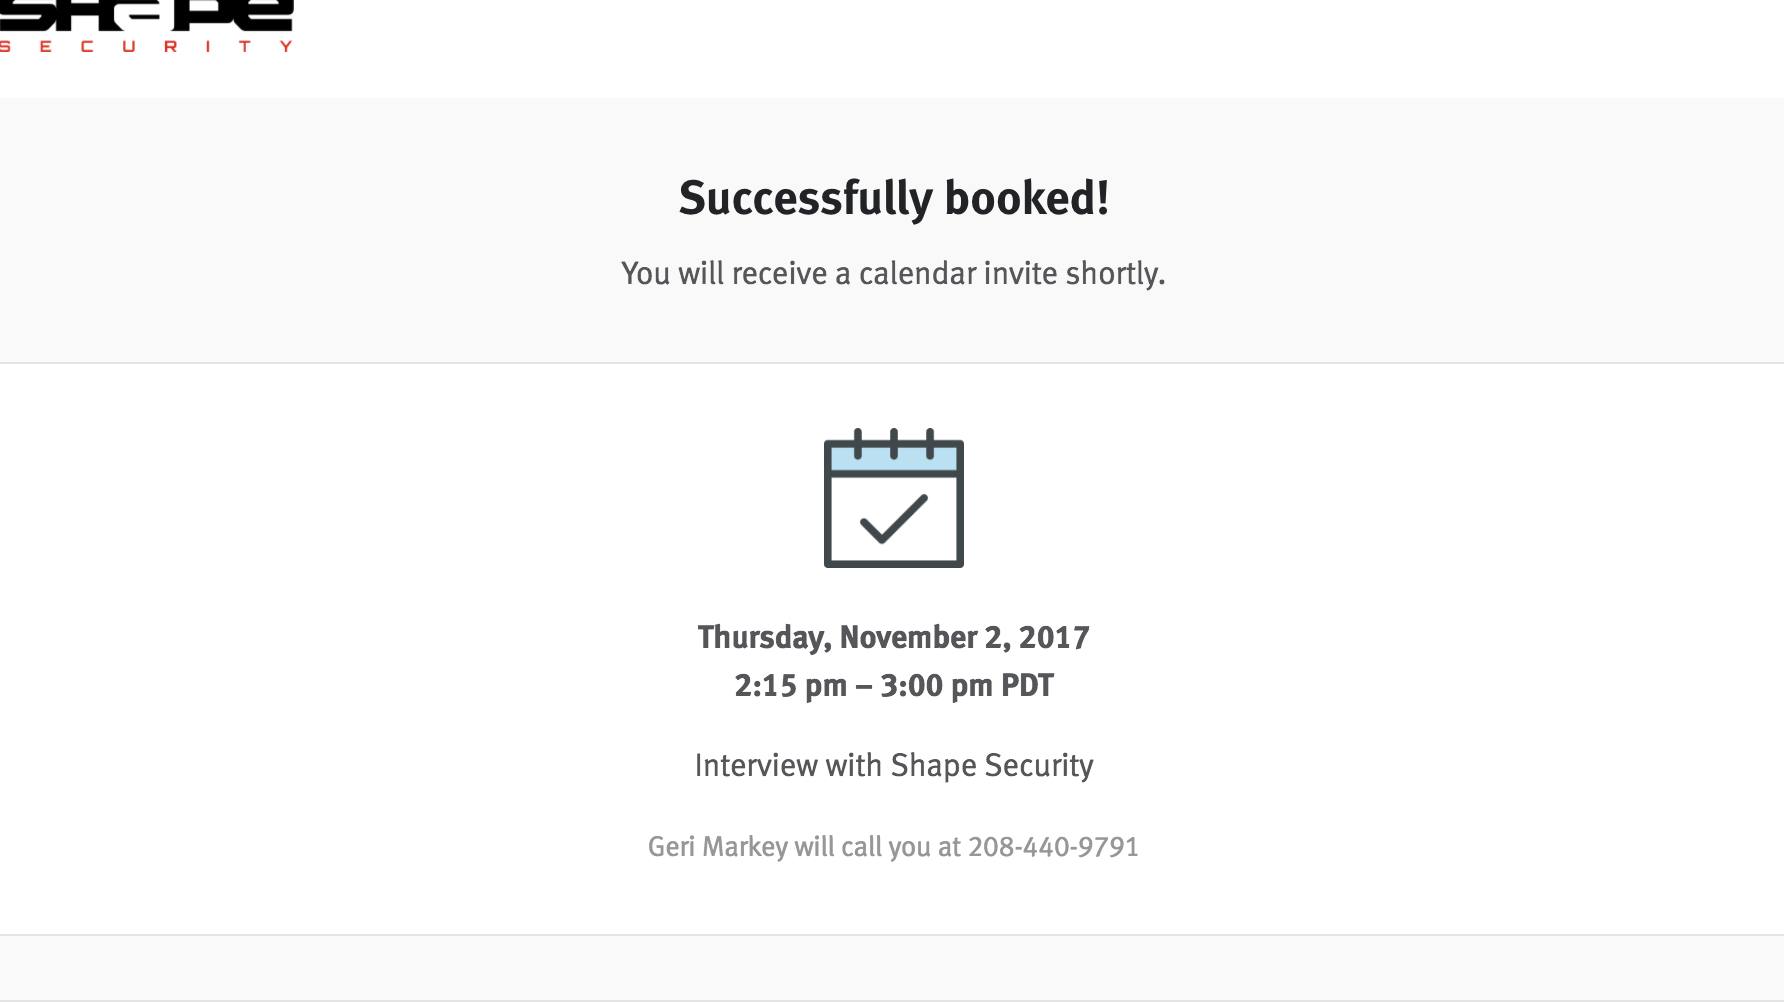 SHAPE
SECURITY
Successfully booked!
You will receive a calendar invite shortly.
Thursday, November 2, 2017
2:15 pm – 3:00 pm PDT
Interview with Shape Security
Geri Markey will call you at 208-440-9791